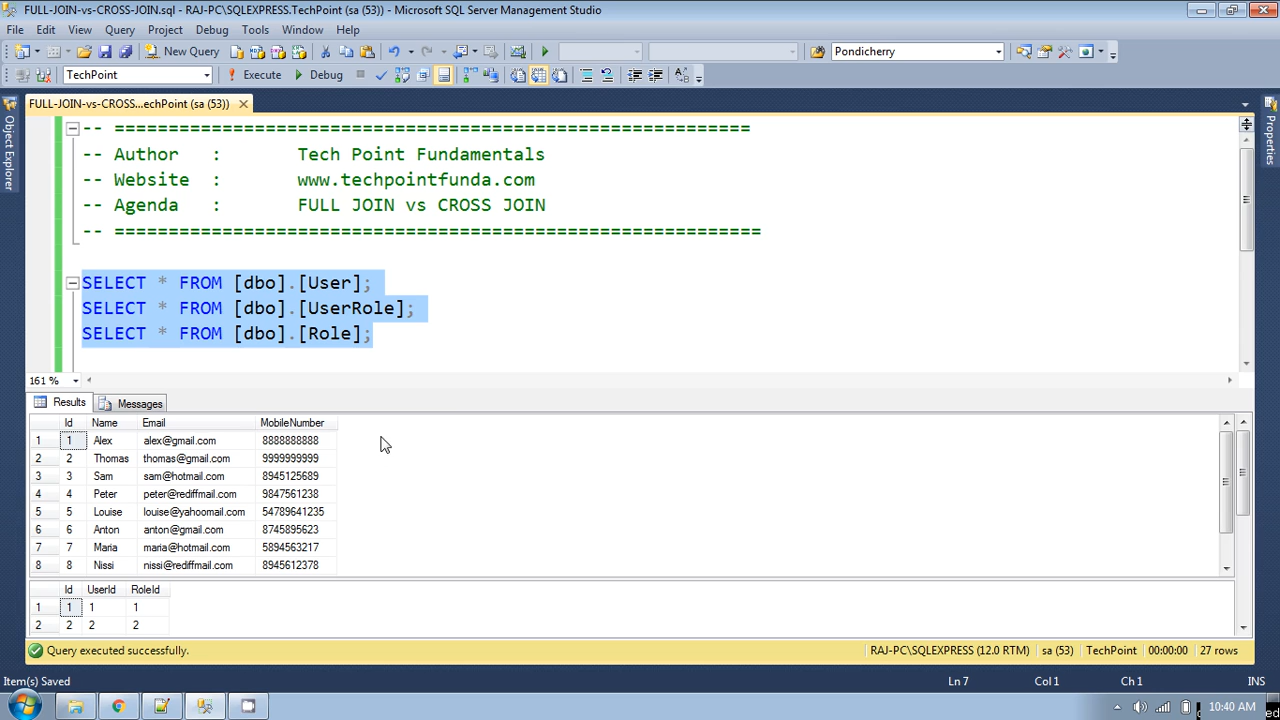 FULL-JOIN-vs-CROSS-JOIN.sql - RAJ-PC\SQLEXPRESS.TechPoint (sa (53)) - Microsoft SQL Server Management Studio
File Edit View Query Project Debug Tools Window Help
New Query Pondicherry
TechPoint Execute Debug
FULL-JOIN-vs-CROSS...echPoint (sa (53))
Object Explorer
Properties
-- ===========================================================
-- Author : Tech Point Fundamentals
-- Website : www.techpointfunda.com
-- Agenda : FULL JOIN vs CROSS JOIN
-- ============================================================
SELECT * FROM [dbo].[User];
SELECT * FROM [dbo].[UserRole];
SELECT * FROM [dbo].[Role];
161 %
Results Messages
Id Name Email MobileNumber
1 1 Alex alex@gmail.com 8888888888
2 2 Thomas thomas@gmail.com 9999999999
3 3 Sam sam@hotmail.com 8945125689
4 4 Peter peter@rediffmail.com 9847561238
5 5 Louise louise@yahoomail.com 54789641235
6 6 Anton anton@gmail.com 8745895623
7 7 Maria maria@hotmail.com 5894563217
8 8 Nissi nissi@rediffmail.com 8945612378
Id UserId RoleId
1 1 1 1
2 2 2 2
Query executed successfully. RAJ-PC\SQLEXPRESS (12.0 RTM) sa (53) TechPoint 00:00:00 27 rows
Item(s) Saved Ln 7 Col 1 Ch 1 INS
10:40 AM